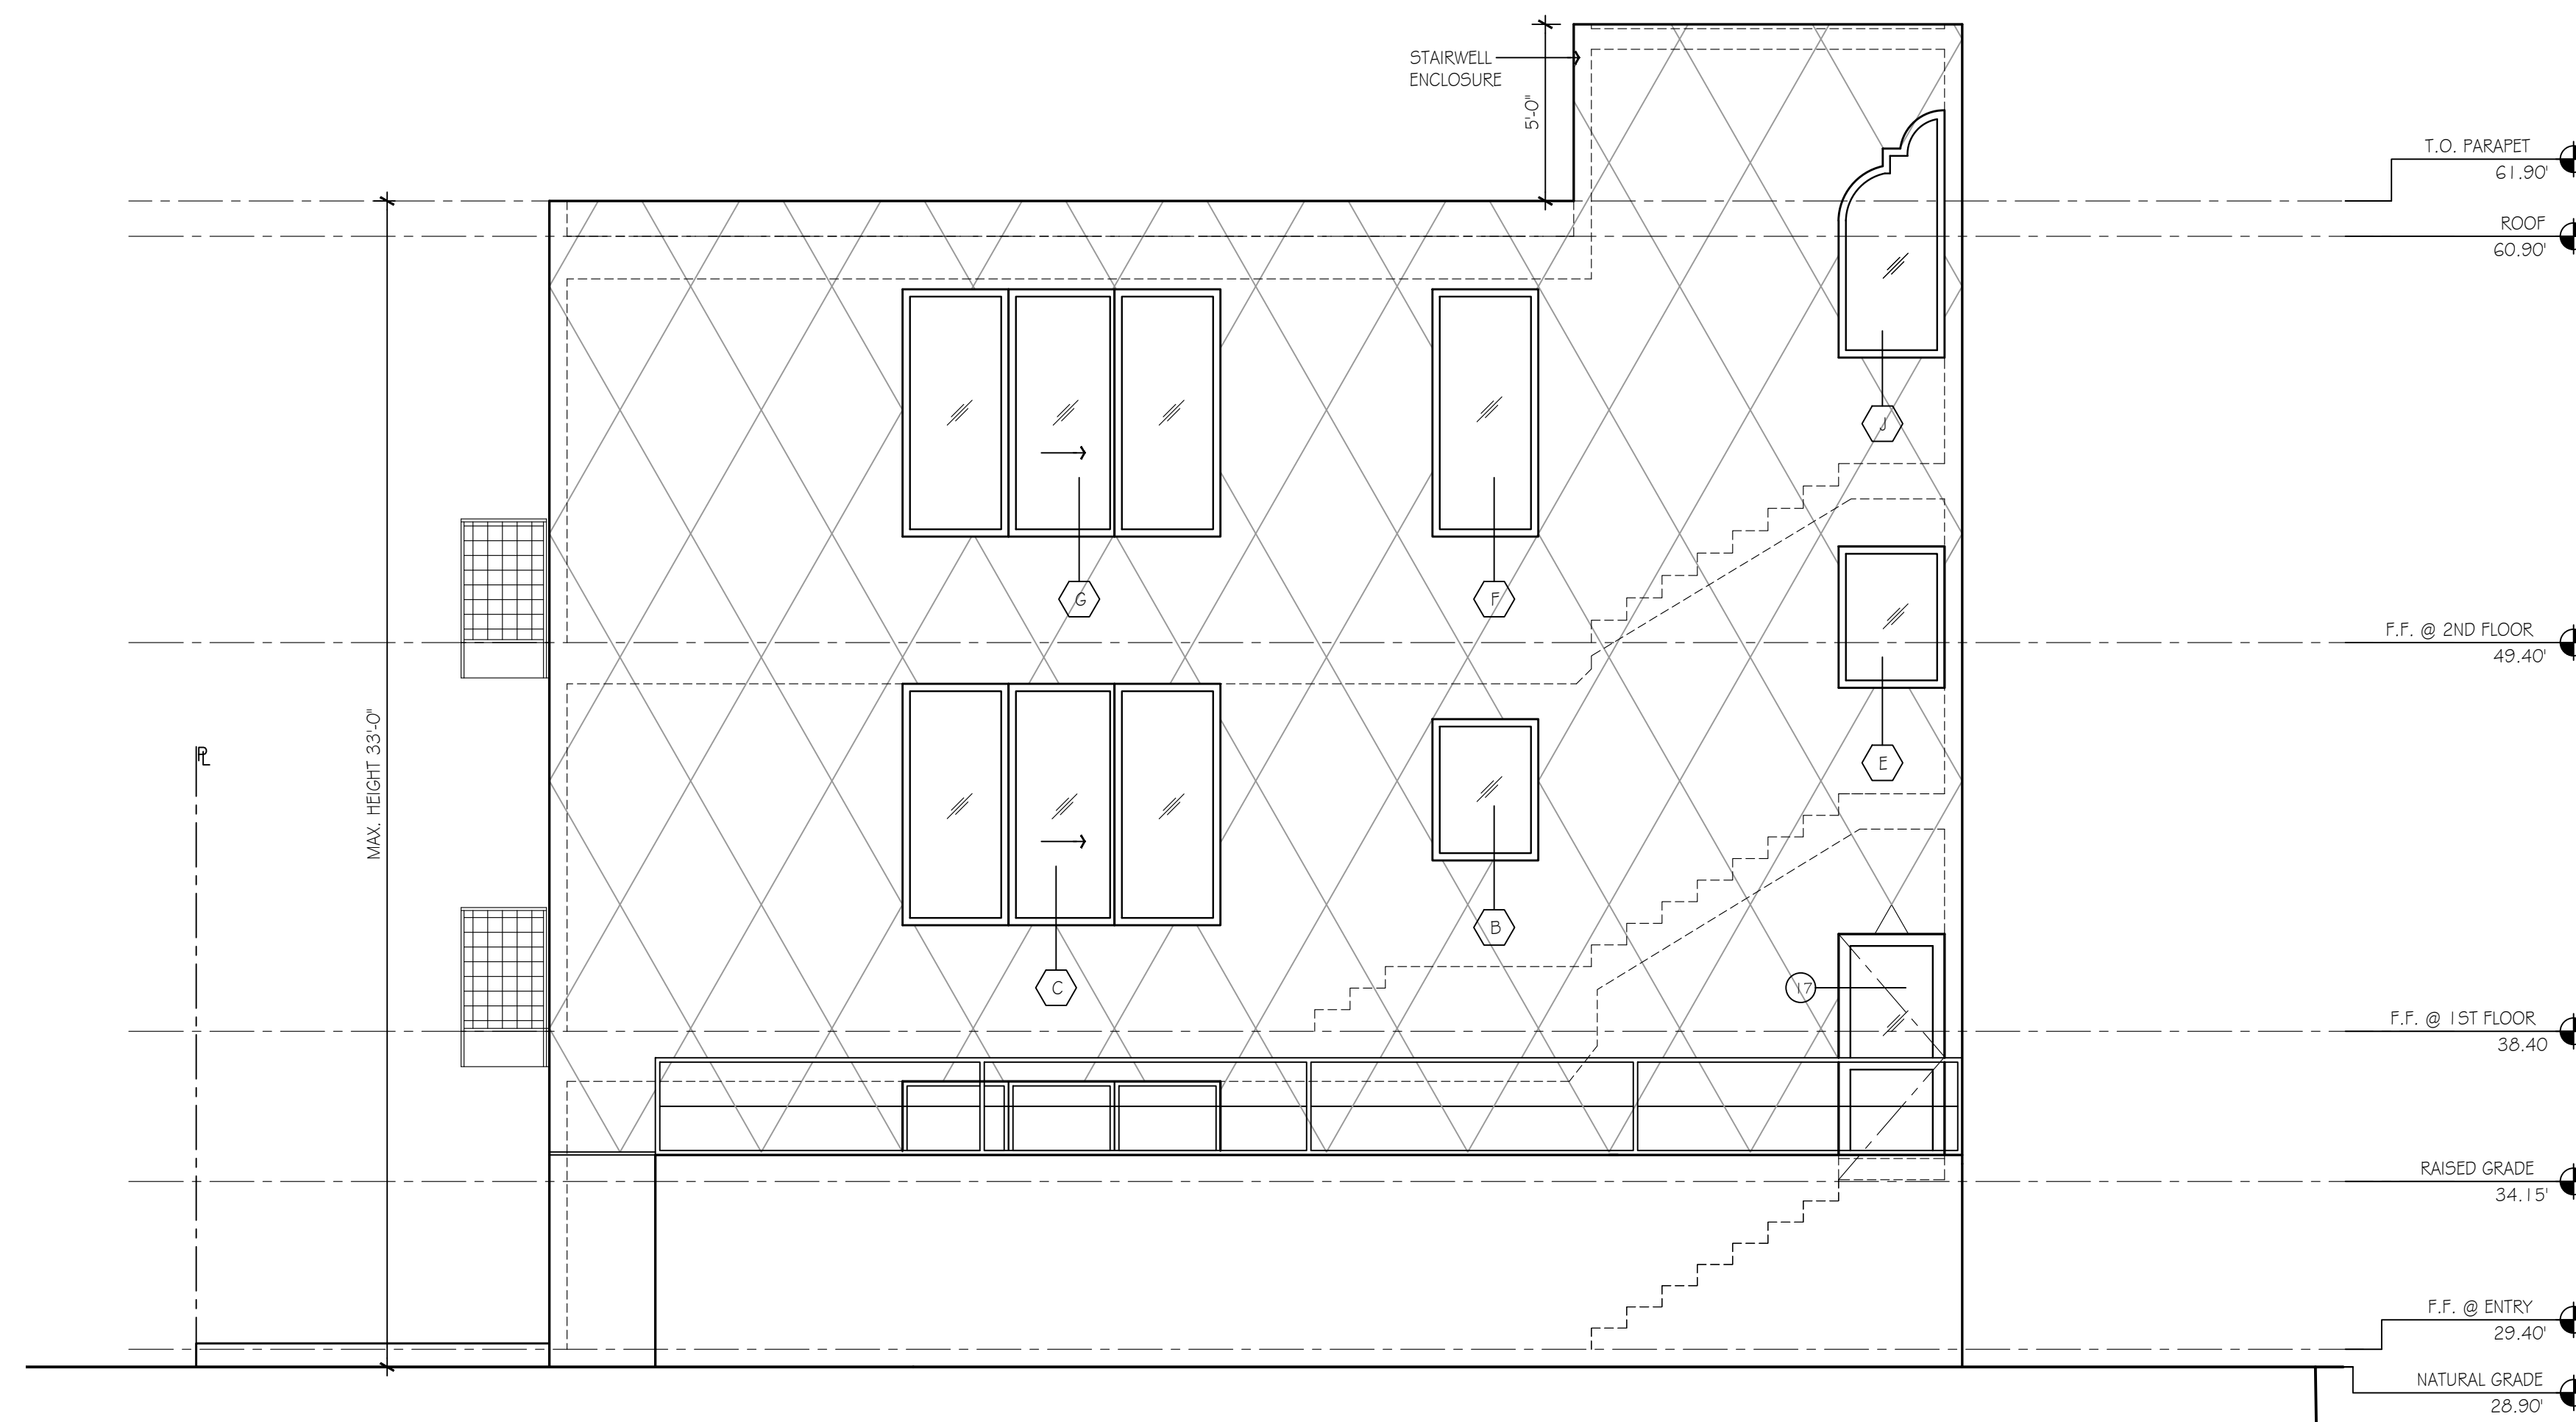 STAIRWELL
ENCLOSURE
5'-0"
T.O. PARAPET
61.90'
ROOF
60.90'
J
G
F
F.F. @ 2ND FLOOR
49.40'
MAX. HEIGHT 33'-0"
PL
E
B
C
17
F.F. @ 1ST FLOOR
38.40
RAISED GRADE
34.15'
F.F. @ ENTRY
29.40'
NATURAL GRADE
28.90'